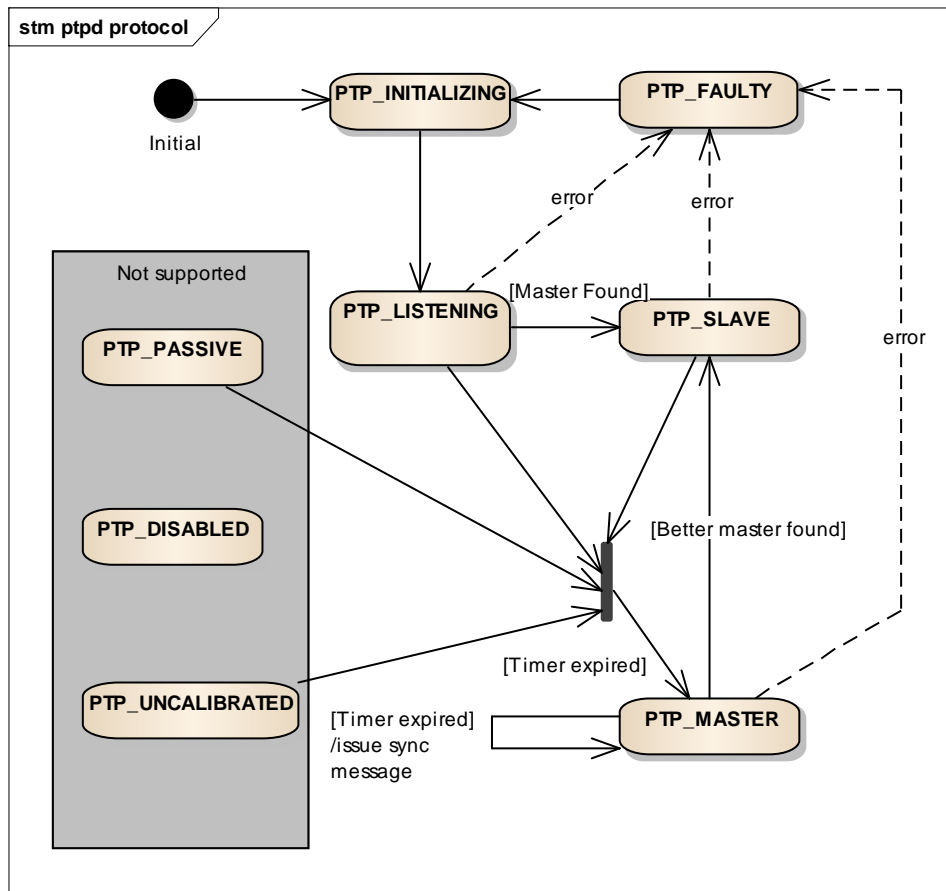 stm ptpd protocol
PTP_INITIALIZING
PTP_FAULTY
Initial
error
error
Not supported
[Master Found]
PTP_LISTENING
PTP_SLAVE
error
PTP_PASSIVE
PTP_DISABLED
[Better master found]
[Timer expired]
PTP_UNCALIBRATED
[Timer expired]
/issue sync
message
PTP_MASTER